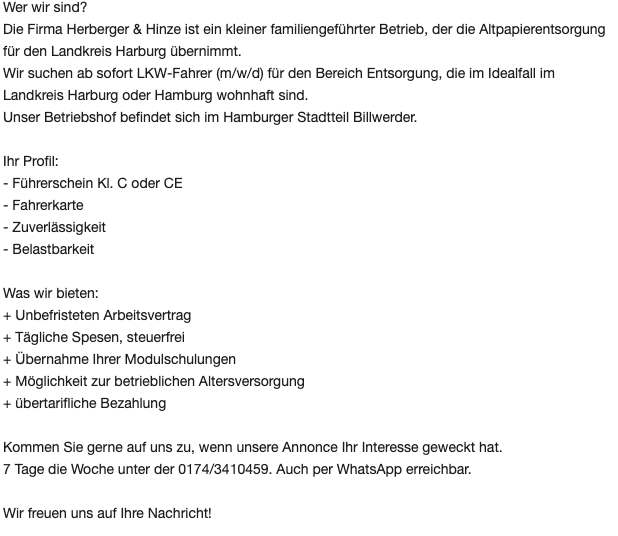 Wer wir sind?
Die Firma Herberger & Hinze ist ein kleiner familiengeführter Betrieb, der die Altpapierentsorgung
für den Landkreis Harburg übernimmt.
Wir suchen ab sofort LKW-Fahrer (m/w/d) für den Bereich Entsorgung, die im Idealfall im
Landkreis Harburg oder Hamburg wohnhaft sind.
Unser Betriebshof befindet sich im Hamburger Stadtteil Billwerder.

Ihr Profil:
- Führerschein Kl. C oder CE
- Fahrerkarte
- Zuverlässigkeit
- Belastbarkeit

Was wir bieten:
+ Unbefristeten Arbeitsvertrag
+ Tägliche Spesen, steuerfrei
+ Übernahme Ihrer Modulschulungen
+ Möglichkeit zur betrieblichen Altersversorgung
+ übertarifliche Bezahlung

Kommen Sie gerne auf uns zu, wenn unsere Annonce Ihr Interesse geweckt hat.
7 Tage die Woche unter der 0174/3410459. Auch per WhatsApp erreichbar.

Wir freuen uns auf Ihre Nachricht!